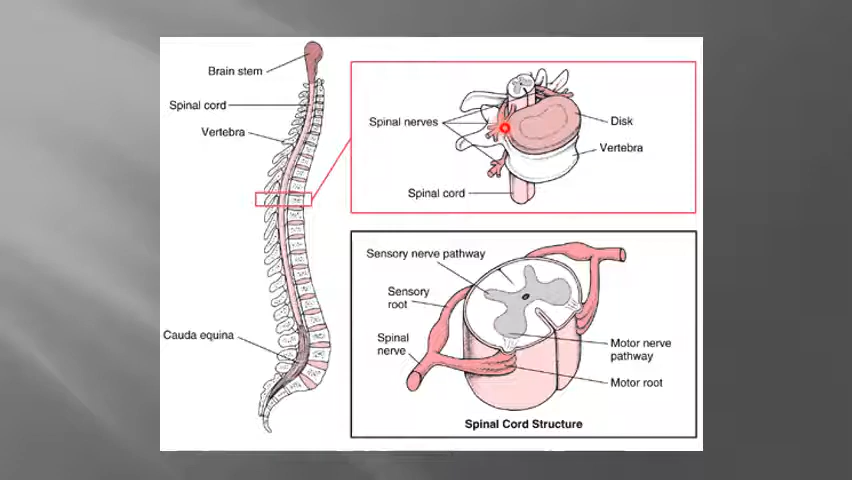 Brain stem
Spinal cord
Vertebra
Cauda equina
Spinal nerves
Disk
Vertebra
Spinal cord
Sensory nerve pathway
Sensory
root
Spinal
nerve
Motor nerve
pathway
Motor root
Spinal Cord Structure